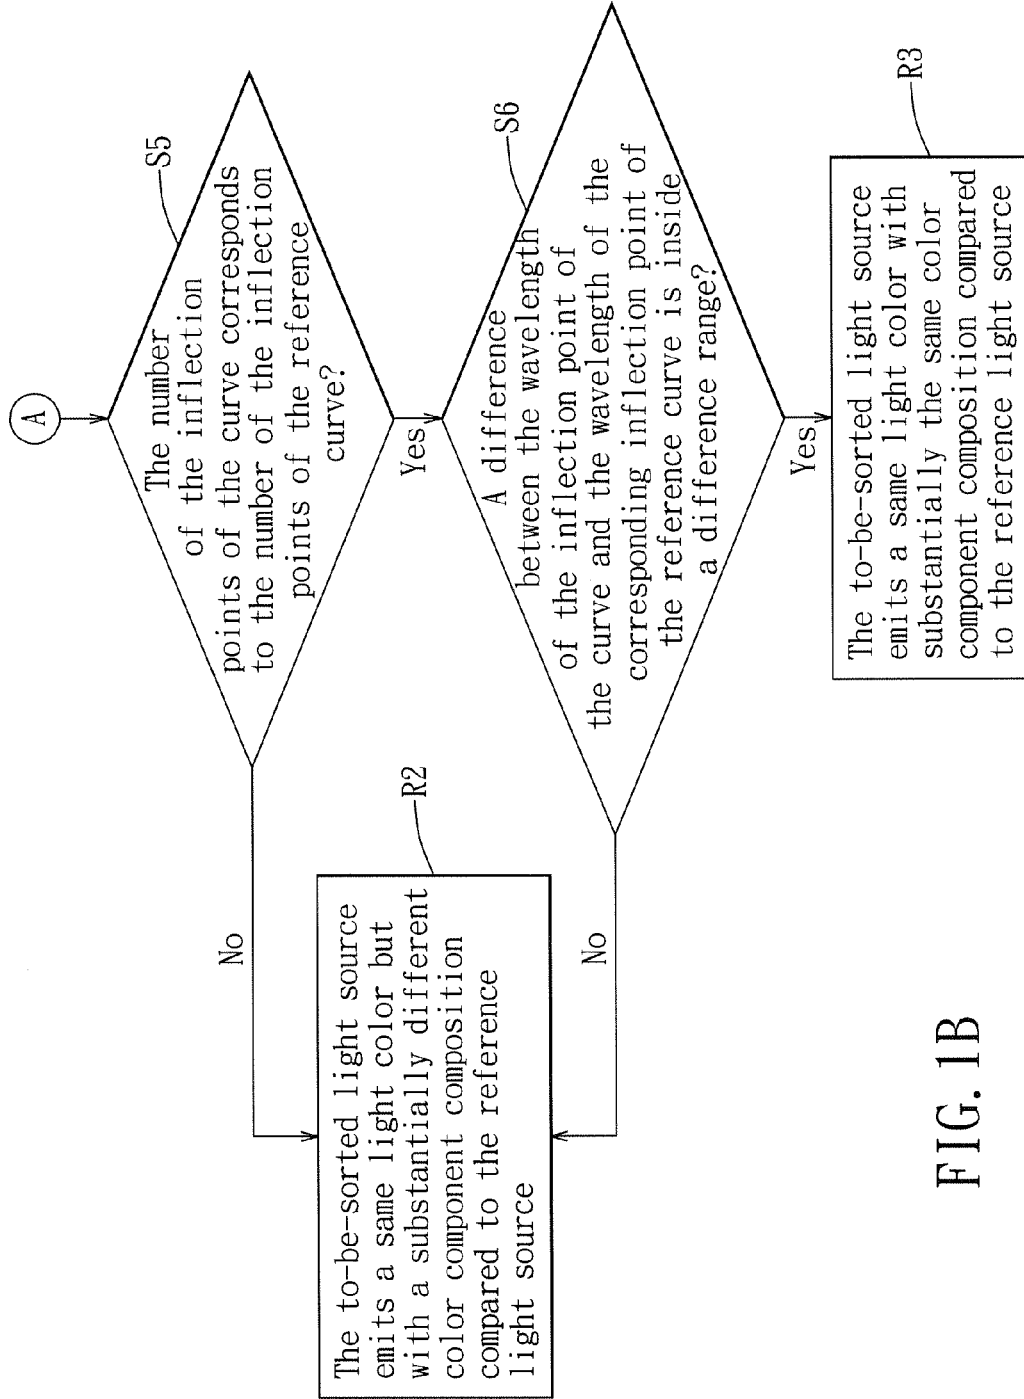 A
S5
The number
of the inflection
points of the curve corresponds
to the number of the inflection
points of the reference
curve?
No
Yes
S6
A difference
between the wavelength
of the inflection point of
the curve and the wavelength of the
corresponding inflection point of
the reference curve is inside
a difference range?
No
Yes
R2
The to-be-sorted light source
emits a same light color but
with a substantially different
color component composition
compared to the reference
light source
R3
The to-be-sorted light source
emits a same light color with
substantially the same color
component composition compared
to the reference light source
FIG. 1B